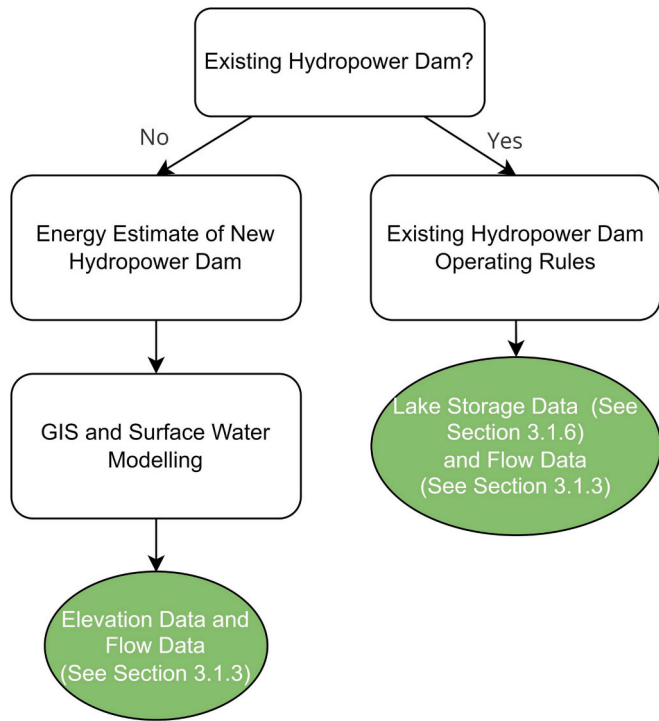 Existing Hydropower Dam?
No
Yes
Energy Estimate of New
Hydropower Dam
Existing Hydropower Dam
Operating Rules
GIS and Surface Water
Modelling
Lake Storage Data (See
Section 3.1.6)
and Flow Data
(See Section 3.1.3)
Elevation Data and
Flow Data
(See Section 3.1.3)